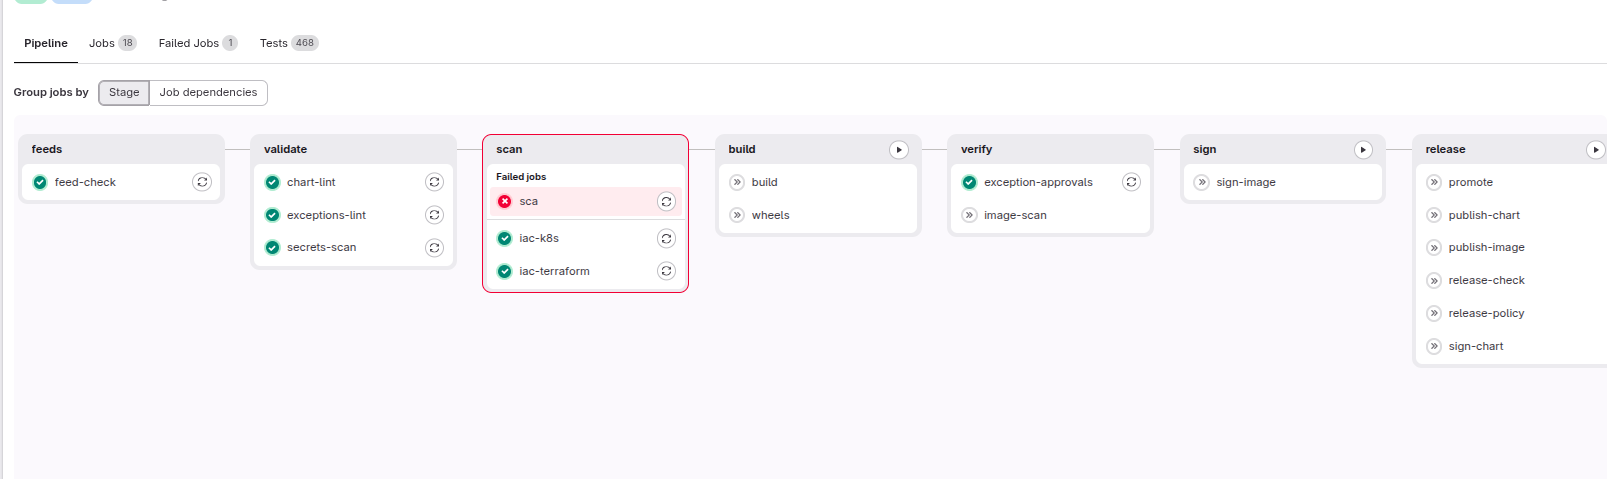 Pipeline Jobs 18 Failed Jobs 1 Tests 468
Group jobs by Stage Job dependencies
feeds
feed-check
validate
chart-lint
exceptions-lint
secrets-scan
scan
Failed jobs
sca
iac-k8s
iac-terraform
build
build
wheels
verify
exception-approvals
image-scan
sign
sign-image
release
promote
publish-chart
publish-image
release-check
release-policy
sign-chart